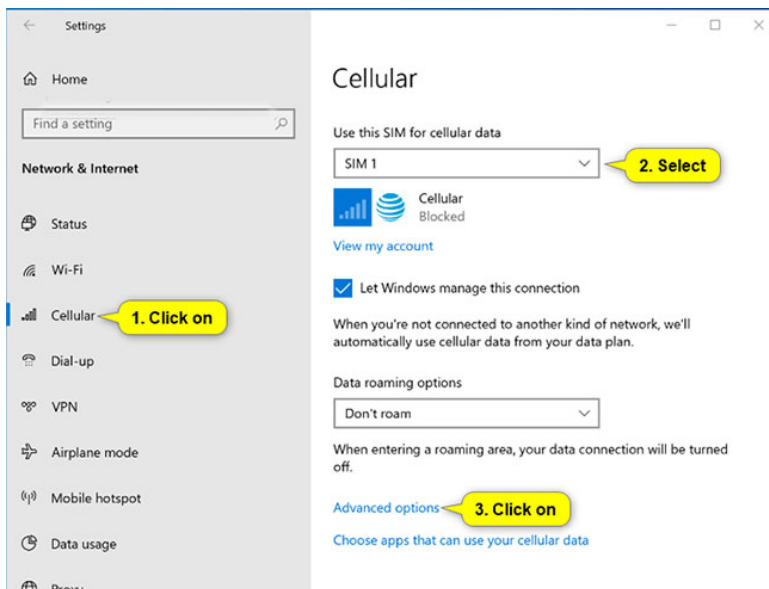 Settings
Home
Find a setting
Network & Internet
Status
Wi-Fi
Cellular
1. Click on
Dial-up
VPN
Airplane mode
Mobile hotspot
Data usage
Proxy
Cellular
Use this SIM for cellular data
SIM 1
2. Select
Cellular
Blocked
View my account
Let Windows manage this connection
When you're not connected to another kind of network, we'll
automatically use cellular data from your data plan.
Data roaming options
Don't roam
When entering a roaming area, your data connection will be turned
off.
Advanced options
3. Click on
Choose apps that can use your cellular data